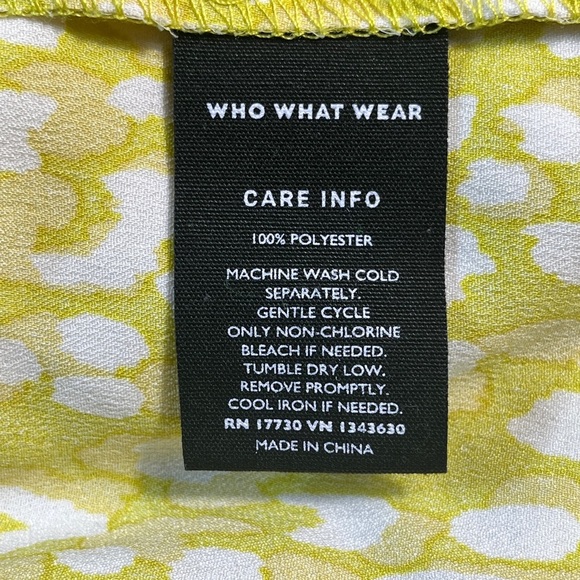 WHO WHAT WEAR
CARE INFO
100% POLYESTER
MACHINE WASH COLD
SEPARATELY.
GENTLE CYCLE
ONLY NON-CHLORINE
BLEACH IF NEEDED.
TUMBLE DRY LOW.
REMOVE PROMPTLY.
COOL IRON IF NEEDED.
RN 17730 VN 1343630
MADE IN CHINA